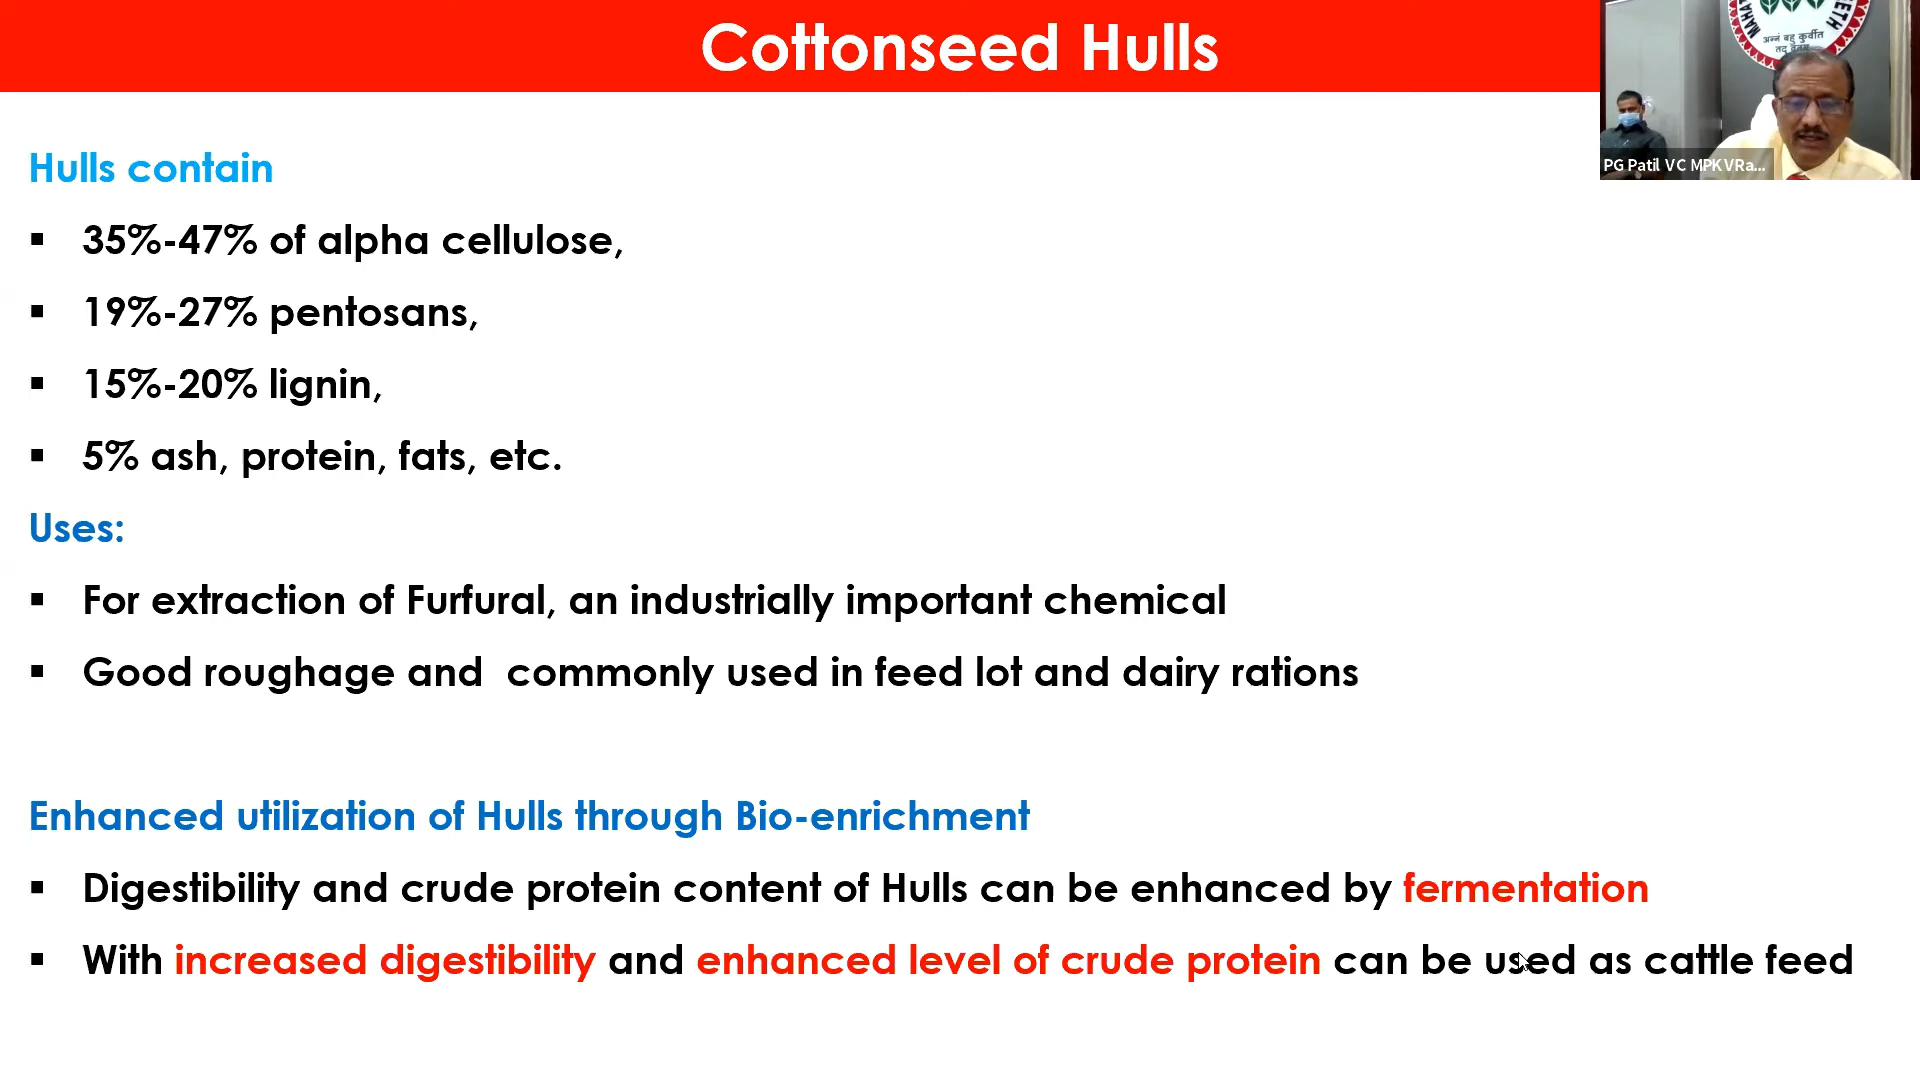 Cottonseed Hulls
Hulls contain
▪ 35%-47% of alpha cellulose,
▪ 19%-27% pentosans,
▪ 15%-20% lignin,
▪ 5% ash, protein, fats, etc.
Uses:
▪ For extraction of Furfural, an industrially important chemical
▪ Good roughage and  commonly used in feed lot and dairy rations
Enhanced utilization of Hulls through Bio-enrichment
▪ Digestibility and crude protein content of Hulls can be enhanced by fermentation
▪ With increased digestibility and enhanced level of crude protein can be used as cattle feed
अन्नं बहु कुर्वीत
PG Patil VC MPKVRa...